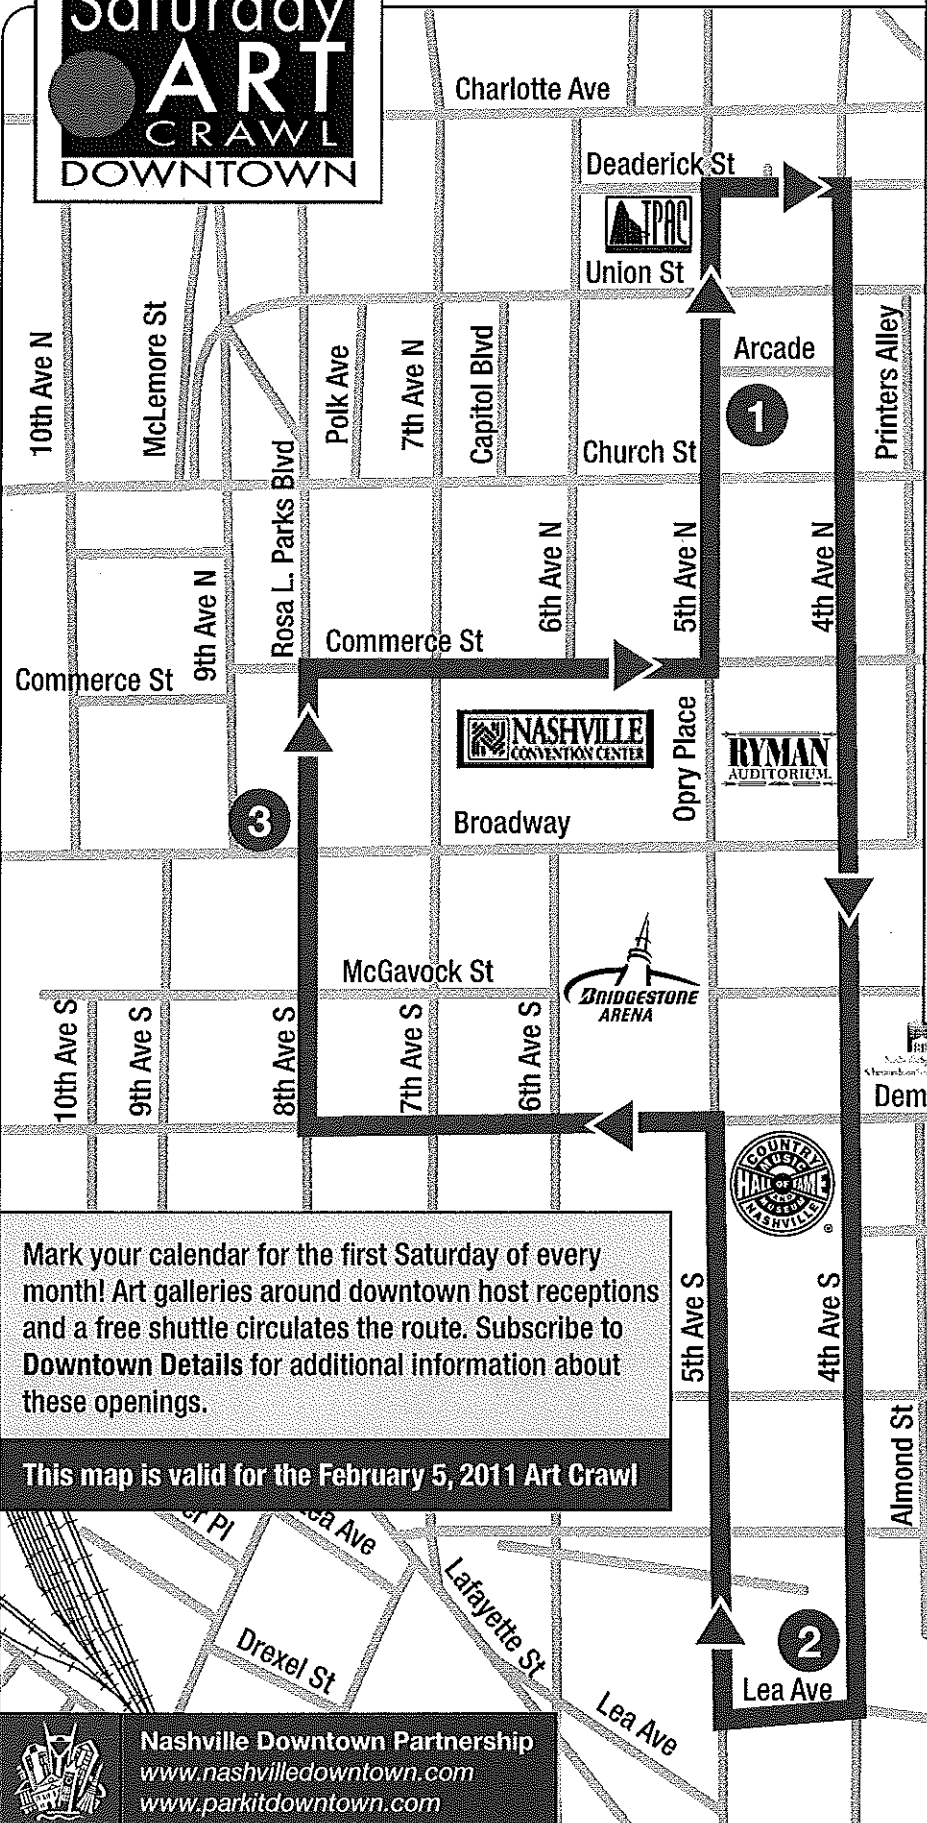 Saturday
ART
CRAWL
DOWNTOWN
Charlotte Ave
Deaderick St
TPAC
Union St
Arcade
1
Printers Alley
10th Ave N
McLemore St
Polk Ave
7th Ave N
Capitol Blvd
Church St
Rosa L. Parks Blvd
9th Ave N
6th Ave N
5th Ave N
4th Ave N
Commerce St
Commerce St
NASHVILLE
CONVENTION CENTER
Opry Place
RYMAN
AUDITORIUM.
3
Broadway
McGavock St
BRIDGESTONE
ARENA
10th Ave S
9th Ave S
8th Ave S
7th Ave S
6th Ave S
Dem
COUNTRY
MUSIC
HALL OF FAME
AND
MUSEUM
NASHVILLE
®
Mark your calendar for the first Saturday of every
month! Art galleries around downtown host receptions
and a free shuttle circulates the route. Subscribe to
Downtown Details for additional information about
these openings.
This map is valid for the February 5, 2011 Art Crawl
5th Ave S
4th Ave S
Almond St
er Pl
Lea Ave
Lafayette St
Drexel St
2
Lea Ave
Lea Ave
Nashville Downtown Partnership
www.nashvilledowntown.com
www.parkitdowntown.com